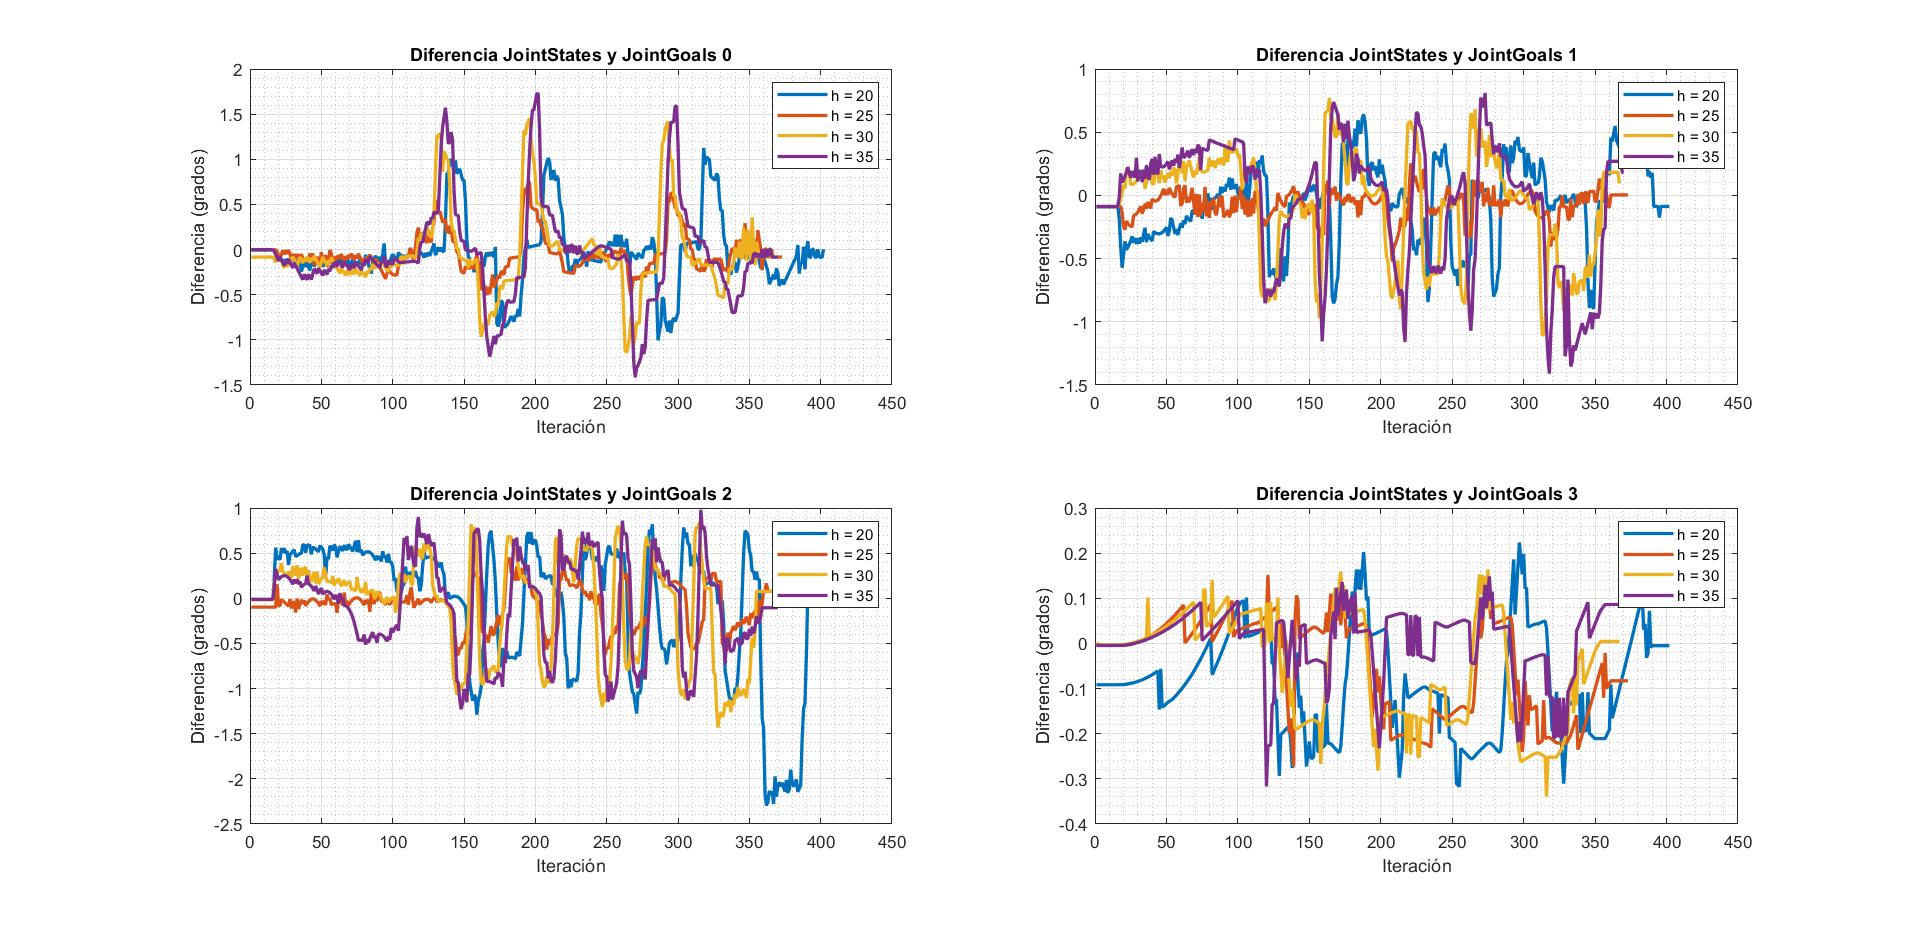 Diferencia JointStates y JointGoals 0
Diferencia (grados)
2
1.5
1
0.5
0
-0.5
-1
-1.5
h = 20
h = 25
h = 30
h = 35
0 50 100 150 200 250 300 350 400 450
Iteración
Diferencia JointStates y JointGoals 1
Diferencia (grados)
1
0.5
0
-0.5
-1
-1.5
h = 20
h = 25
h = 30
h = 35
0 50 100 150 200 250 300 350 400 450
Iteración
Diferencia JointStates y JointGoals 2
Diferencia (grados)
1
0.5
0
-0.5
-1
-1.5
-2
-2.5
h = 20
h = 25
h = 30
h = 35
0 50 100 150 200 250 300 350 400 450
Iteración
Diferencia JointStates y JointGoals 3
Diferencia (grados)
0.3
0.2
0.1
0
-0.1
-0.2
-0.3
-0.4
h = 20
h = 25
h = 30
h = 35
0 50 100 150 200 250 300 350 400 450
Iteración